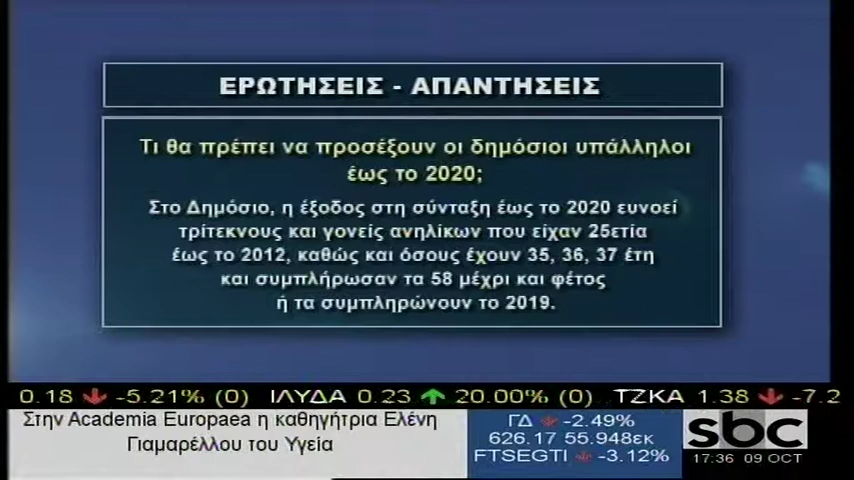 ΕΡΩΤΗΣΕΙΣ - ΑΠΑΝΤΗΣΕΙΣ
Τι θα πρέπει να προσέξουν οι δημόσιοι υπάλληλοι
έως το 2020;
Στο Δημόσιο, η έξοδος στη σύνταξη έως το 2020 ευνοεί
τρίτεκνους και γονείς ανηλίκων που είχαν 25ετία
έως το 2012, καθώς και όσους έχουν 35, 36, 37 έτη
και συμπλήρωσαν τα 58 μέχρι και φέτος
ή τα συμπληρώνουν το 2019.
0.18 -5.21% (0) ΙΛΥΔΑ 0.23 20.00% (0) ΤΖΚΑ 1.38 -7.2
Στην Academia Europaea η καθηγήτρια Ελένη
Γιαμαρέλλου του Υγεία
ΓΔ -2.49%
626.17 55.948εκ
FTSEGTI -3.12%
sbc
17:36 09 OCT